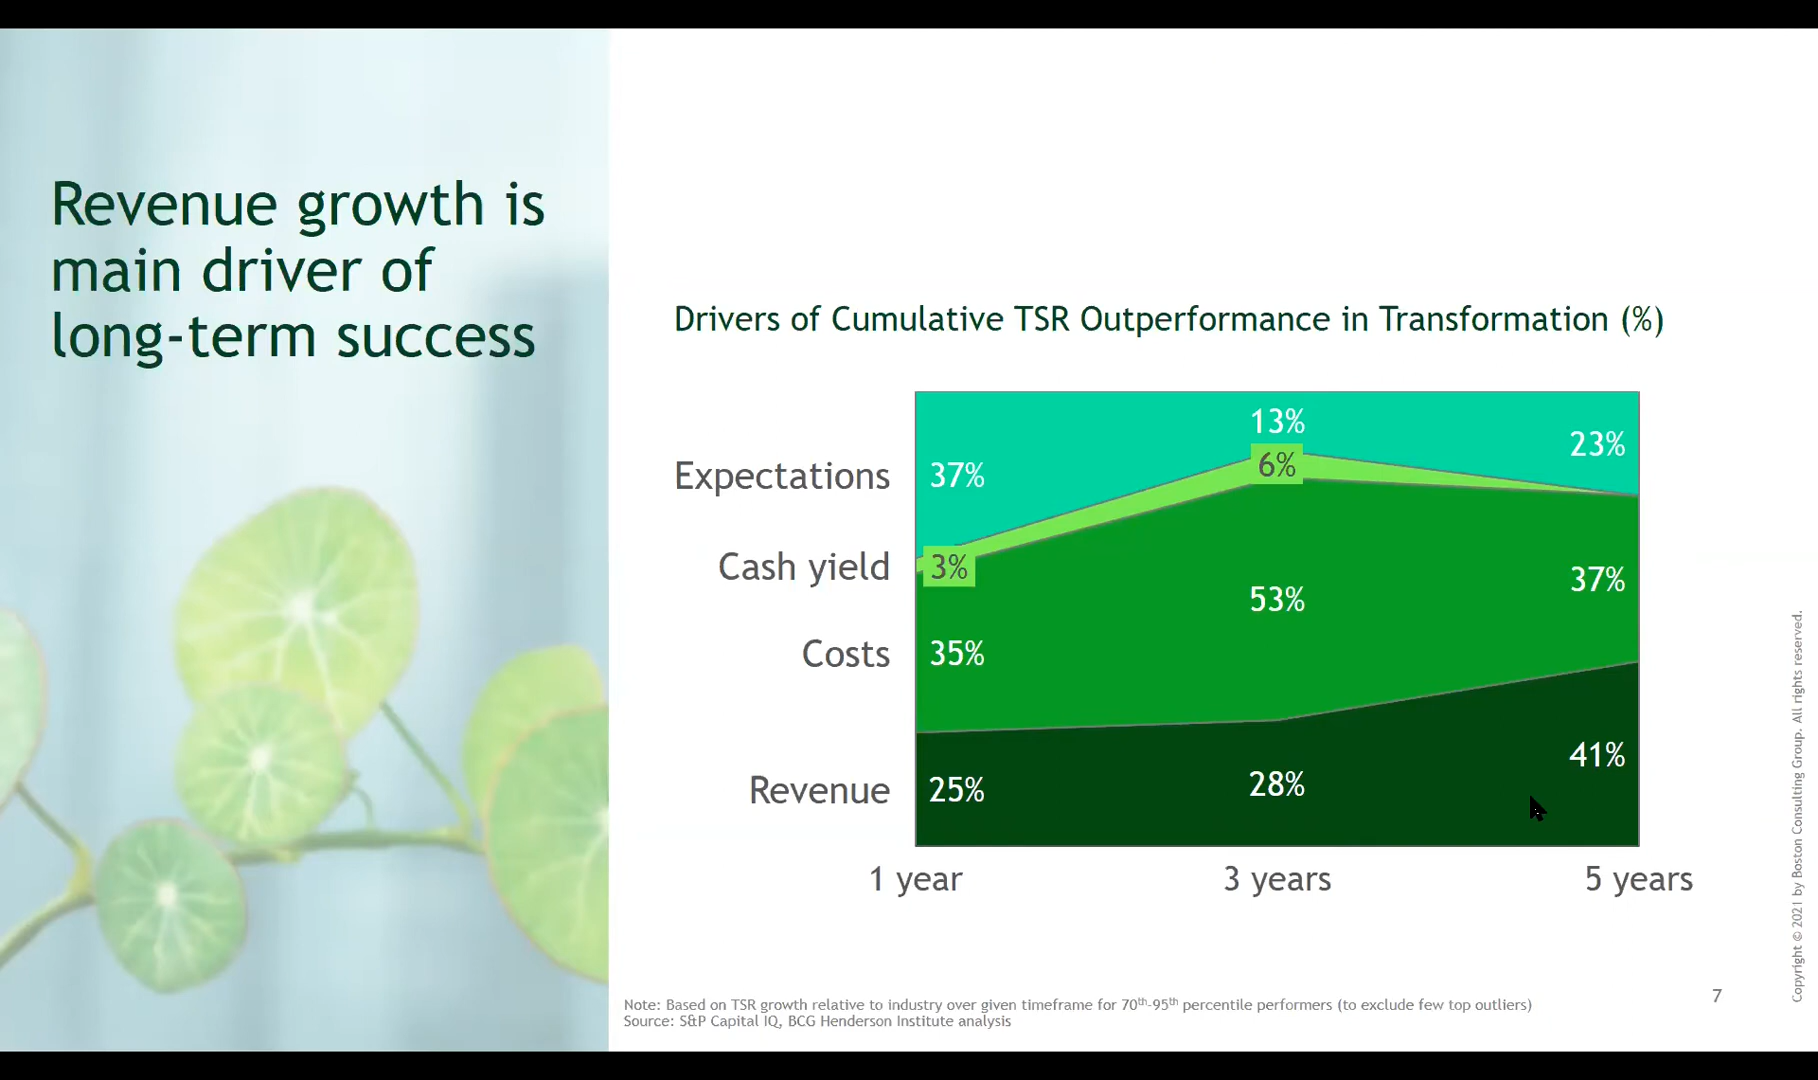 Revenue growth is
main driver of
long-term success
Drivers of Cumulative TSR Outperformance in Transformation (%)
Expectations
Cash yield
Costs
Revenue
37%
3%
35%
25%
13%
6%
53%
28%
23%
37%
41%
1 year
3 years
5 years
Note: Based on TSR growth relative to industry over given timeframe for 70th-95th percentile performers (to exclude few top outliers)
Source: S&P Capital IQ, BCG Henderson Institute analysis
7
Copyright © 2021 by Boston Consulting Group. All rights reserved.